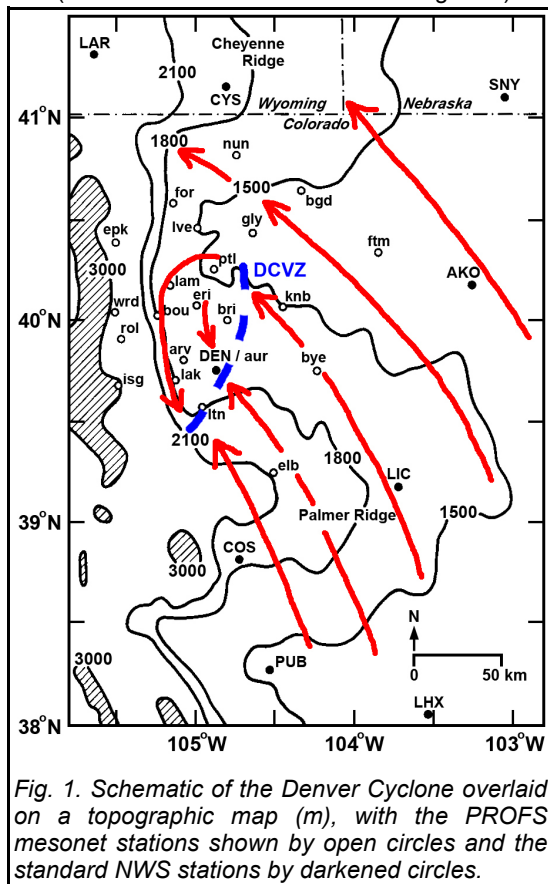 LAR
2100
Cheyenne
Ridge
3000
CYS
SNY
41°N
Wyoming
Nebraska
Colorado
1800
nun
for
1500
bgd
epk
lve
gly
ftm
3000
ptl
DCVZ
AKO
lam
wrd
eri
knb
40°N
bou
bri
rol
arv
DEN / aur
bye
isg
lak
ltn
2100
1800
elb
LIC
1500
39°N
Palmer Ridge
COS
3000
N
3000
PUB
0
50 km
LHX
38°N
105°W
104°W
103°W
Fig. 1. Schematic of the Denver Cyclone overlaid
on a topographic map (m), with the PROFS
mesonet stations shown by open circles and the
standard NWS stations by darkened circles.